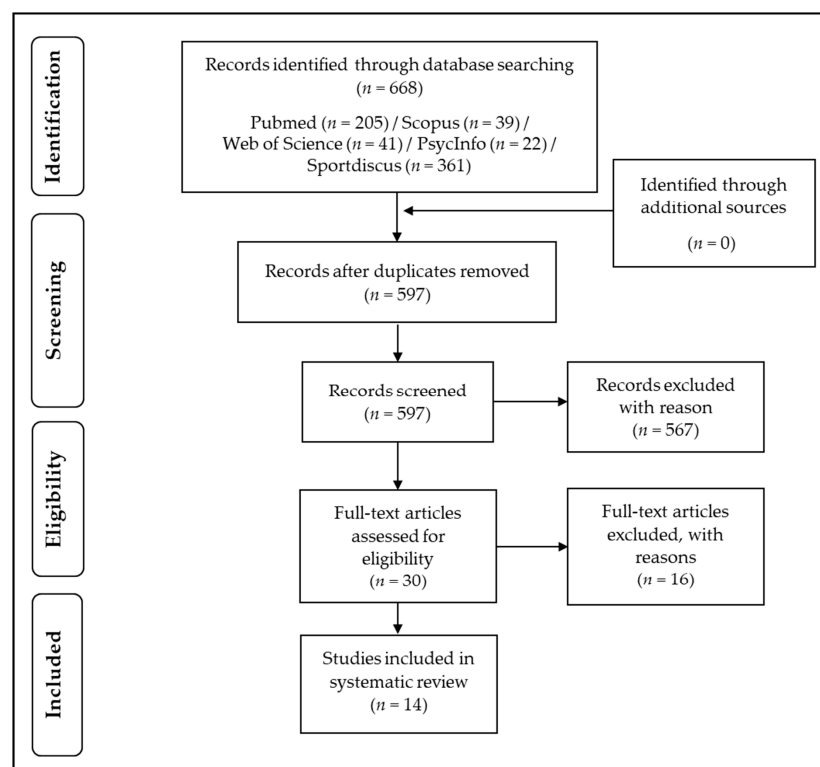 Identification
Records identified through database searching
(n = 668)
Pubmed (n = 205) / Scopus (n = 39) /
Web of Science (n = 41) / PsycInfo (n = 22) /
Sportdiscus (n = 361)
Identified through
additional sources
(n = 0)
Screening
Records after duplicates removed
(n = 597)
Records screened
(n = 597)
Records excluded
with reason
(n = 567)
Eligibility
Full-text articles
assessed for
eligibility
(n = 30)
Full-text articles
excluded, with
reasons
(n = 16)
Included
Studies included in
systematic review
(n = 14)